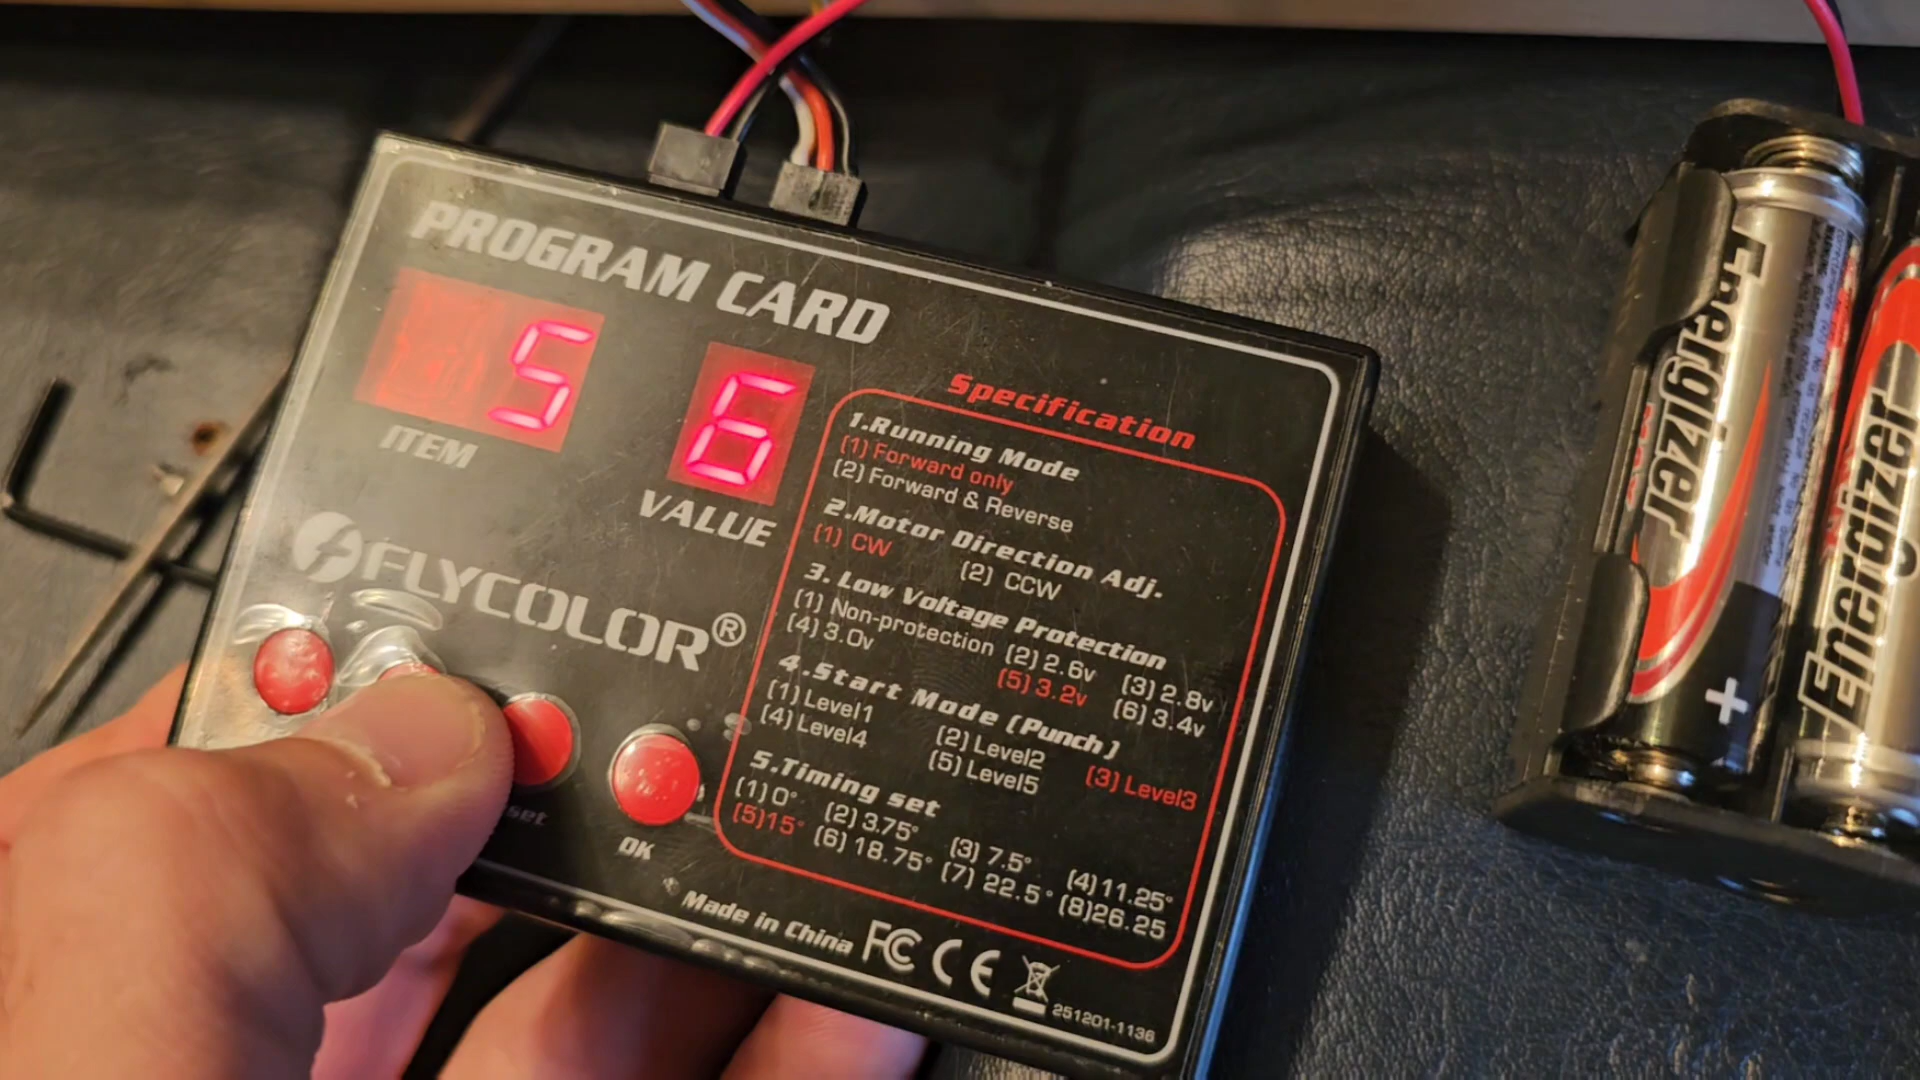 PROGRAM CARD
5
6
ITEM
VALUE
FLYCOLOR®
set
OK
Specification
1.Running Mode
(1) Forward only
(2) Forward & Reverse
2.Motor Direction Adj.
(1) CW
(2) CCW
3. Low Voltage Protection
(1) Non-protection (2) 2.6v (3) 2.8v
(4) 3.0v (5) 3.2v (6) 3.4v
4.Start Mode (Punch)
(1) Level1 (2) Level2 (3) Level3
(4) Level4 (5) Level5
5.Timing set
(1) 0° (2) 3.75° (3) 7.5° (4) 11.25°
(5) 15° (6) 18.75° (7) 22.5° (8)26.25
Made in China FC CE
251201-1136
Energizer
+
Energizer